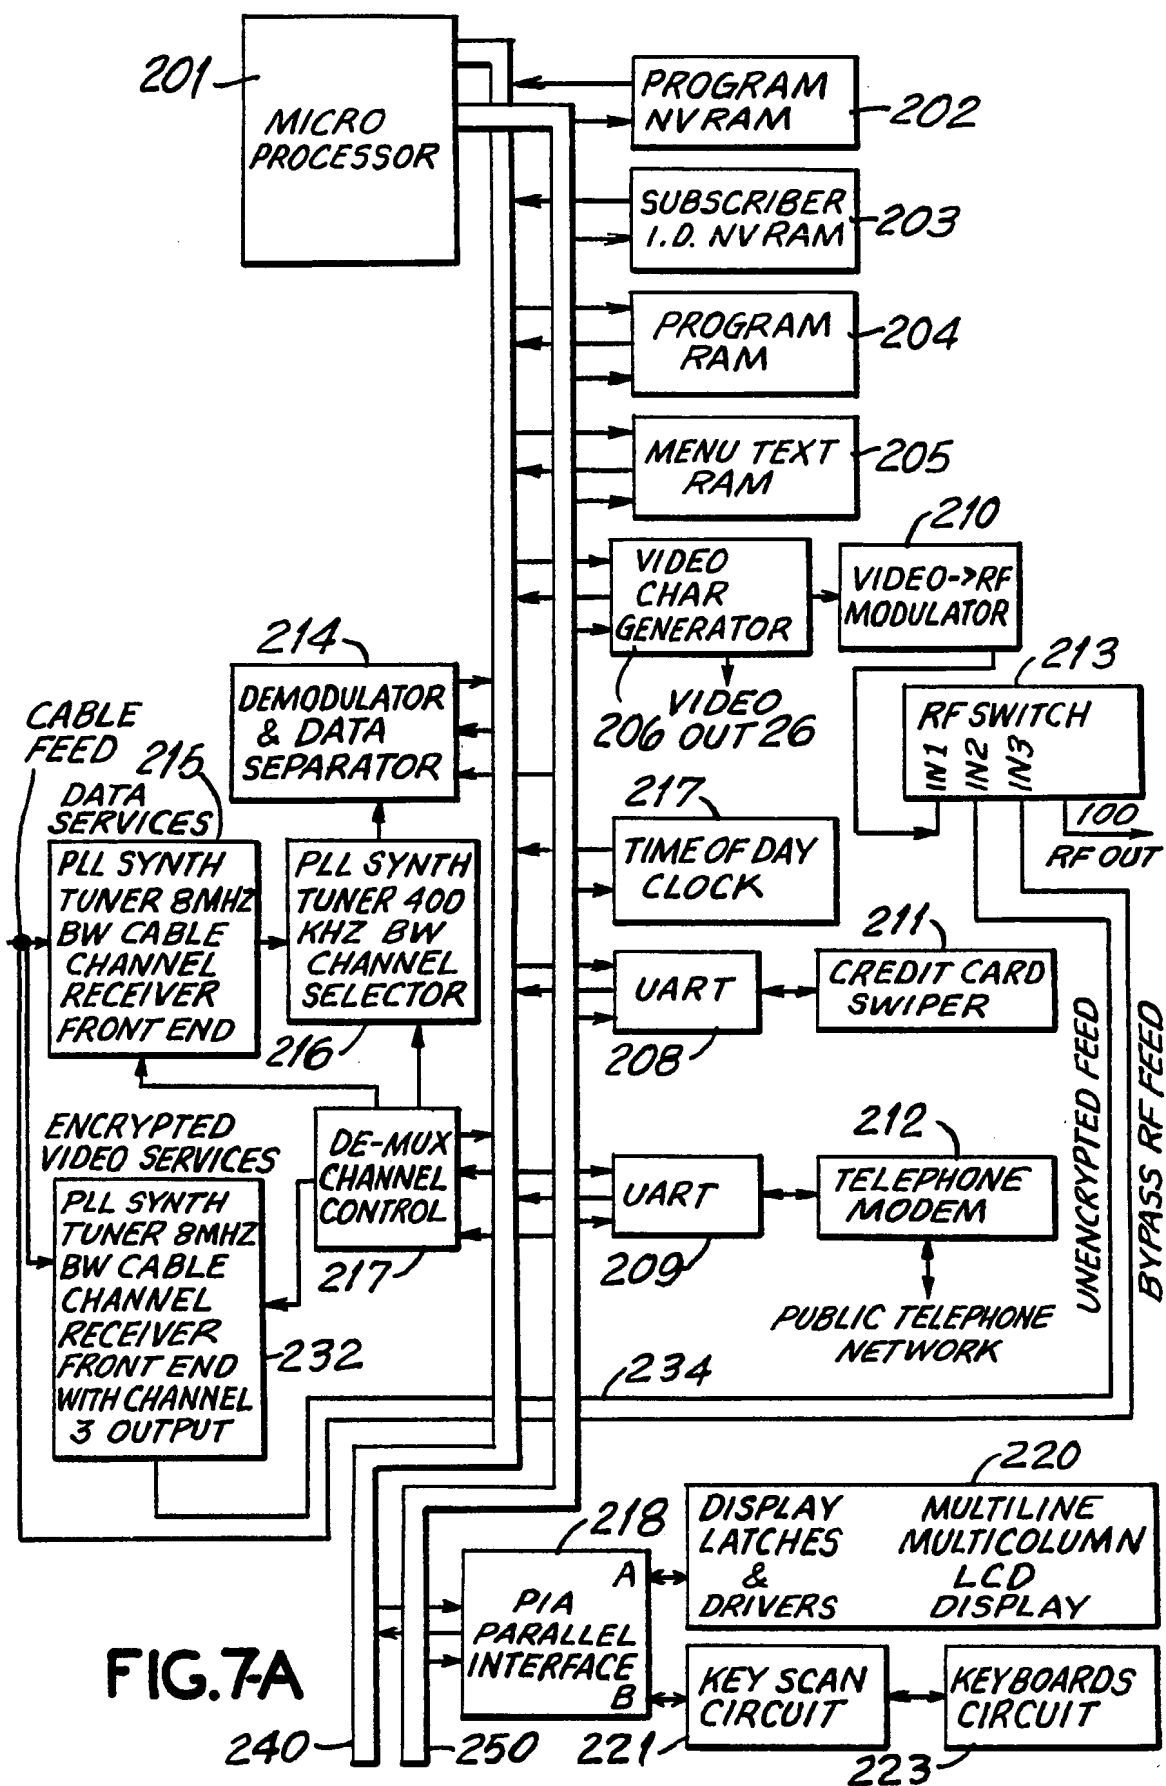 201
MICRO
PROCESSOR
PROGRAM
NVRAM
202
SUBSCRIBER
I.D. NVRAM
203
PROGRAM
RAM
204
MENU TEXT
RAM
205
VIDEO
CHAR
GENERATOR
206
VIDEO
OUT 26
210
VIDEO->RF
MODULATOR
213
RF SWITCH
IN1
IN2
IN3
100
RF OUT
214
DEMODULATOR
& DATA
SEPARATOR
CABLE
FEED
215
DATA
SERVICES
PLL SYNTH
TUNER 8MHZ
BW CABLE
CHANNEL
RECEIVER
FRONT END
PLL SYNTH
TUNER 400
KHZ BW
CHANNEL
SELECTOR
216
217
TIME OF DAY
CLOCK
UART
208
211
CREDIT CARD
SWIPER
UNENCRYPTED FEED
BYPASS RF FEED
ENCRYPTED
VIDEO SERVICES
PLL SYNTH
TUNER 8MHZ
BW CABLE
CHANNEL
RECEIVER
FRONT END
WITH CHANNEL
3 OUTPUT
232
DE-MUX
CHANNEL
CONTROL
217
UART
209
212
TELEPHONE
MODEM
PUBLIC TELEPHONE
NETWORK
234
218
A
PIA
PARALLEL
INTERFACE
B
220
DISPLAY
LATCHES
&
DRIVERS
MULTILINE
MULTICOLUMN
LCD
DISPLAY
KEY SCAN
CIRCUIT
221
KEYBOARDS
CIRCUIT
223
240
250
FIG.7-A